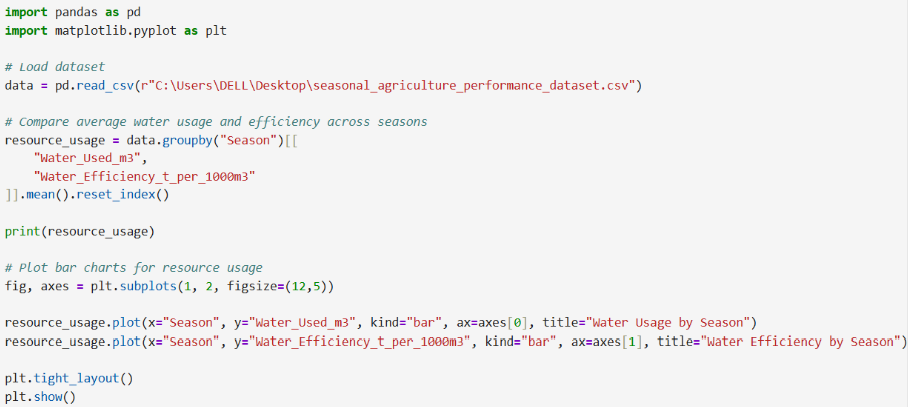 import pandas as pd
import matplotlib.pyplot as plt
# Load dataset
data = pd.read_csv(r"C:\Users\DELL\Desktop\seasonal_agriculture_performance_dataset.csv")
# Compare average water usage and efficiency across seasons
resource_usage = data.groupby("Season")[[
    "Water_Used_m3",
    "Water_Efficiency_t_per_1000m3"
]].mean().reset_index()
print(resource_usage)
# Plot bar charts for resource usage
fig, axes = plt.subplots(1, 2, figsize=(12,5))
resource_usage.plot(x="Season", y="Water_Used_m3", kind="bar", ax=axes[0], title="Water Usage by Season")
resource_usage.plot(x="Season", y="Water_Efficiency_t_per_1000m3", kind="bar", ax=axes[1], title="Water Efficiency by Season")
plt.tight_layout()
plt.show()